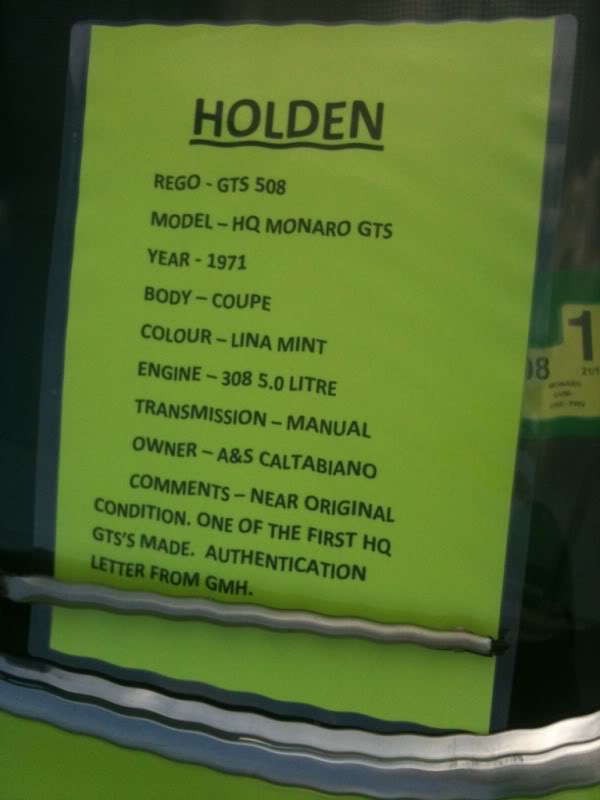 HOLDEN
REGO - GTS 508
MODEL – HQ MONARO GTS
YEAR - 1971
BODY – COUPE
COLOUR – LINA MINT
ENGINE – 308 5.0 LITRE
TRANSMISSION – MANUAL
OWNER – A&S CALTABIANO
COMMENTS – NEAR ORIGINAL
CONDITION. ONE OF THE FIRST HQ
GTS'S MADE. AUTHENTICATION
LETTER FROM GMH.
1
08